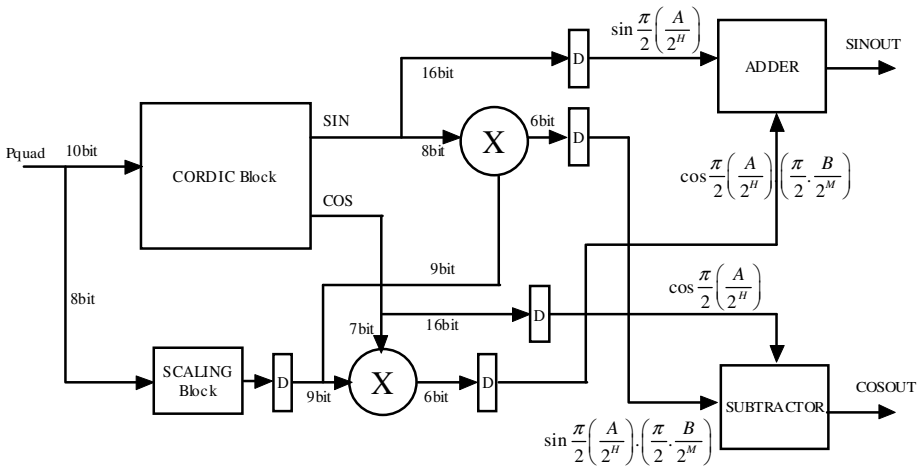 sin π/2 (A/2^H)
SINOUT
D
ADDER
16bit
SIN
6bit
D
X
8bit
Pquad
10bit
CORDIC Block
cos π/2 (A/2^H).(π/2 . B/2^M)
COS
9bit
cos π/2 (A/2^H)
8bit
D
16bit
7bit
SCALING
Block
D
X
D
9bit
6bit
COSOUT
SUBTRACTOR
sin π/2 (A/2^H).(π/2 . B/2^M)